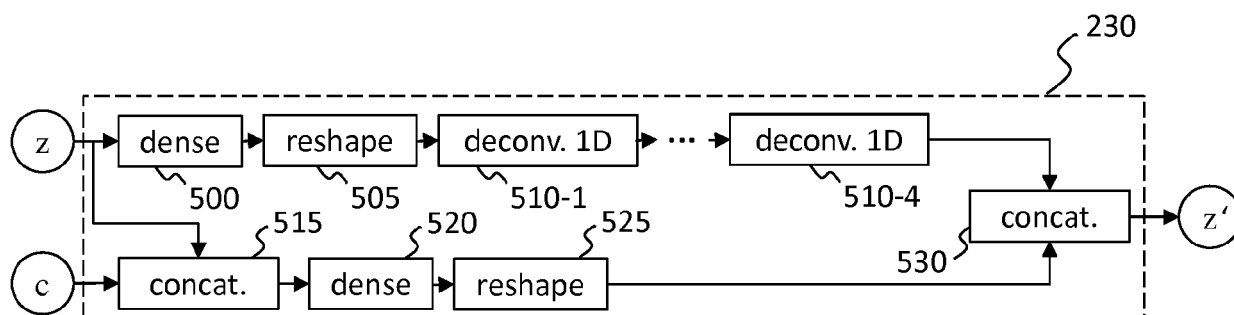 230
z dense reshape deconv. 1D ... deconv. 1D
500 505 510-1 510-4
515 520 525 concat. z‘
530
c concat. dense reshape